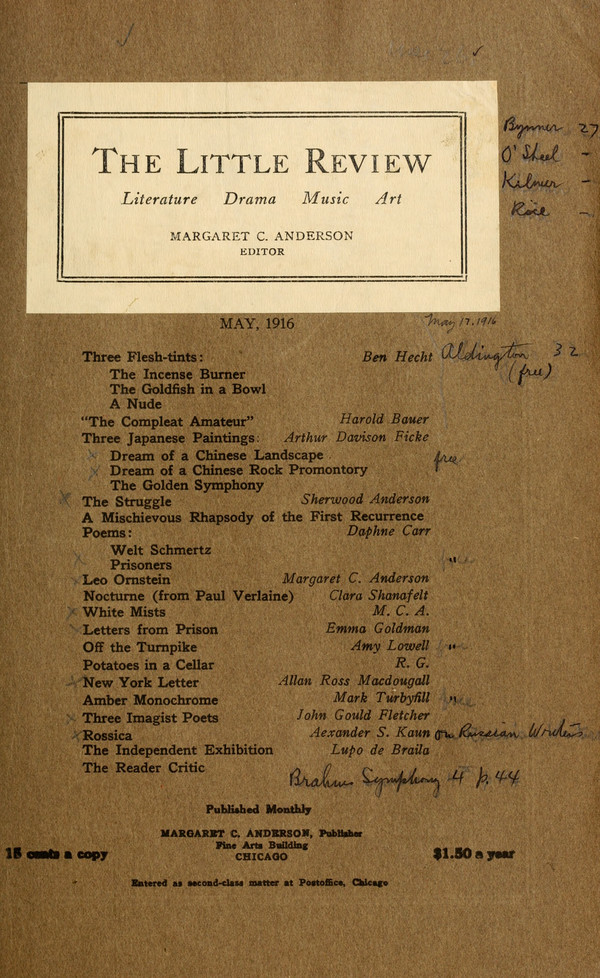 THE LITTLE REVIEW
Literature Drama Music Art
MARGARET C. ANDERSON
EDITOR
Bynner 27
O'Sheel -
Kilmer -
Rice -
MAY, 1916
May 17, 1916
Three Flesh-tints: Ben Hecht Aldington 32
(free)
The Incense Burner
The Goldfish in a Bowl
A Nude
"The Compleat Amateur" Harold Bauer
Three Japanese Paginations: Arthur Davison Ficke
Dream of a Chinese Landscape free
Dream of a Chinese Rock Promontory
The Golden Symphony
The Struggle Sherwood Anderson
A Mischievous Rhapsody of the First Recurrence
Poems: Daphne Carr
Welt Schmertz
Prisoners "
Leo Ornstein Margaret C. Anderson
Nocturne (from Paul Verlaine) Clara Shanafelt
White Mists M. C. A.
Letters from Prison Emma Goldman
Off the Turnpike Amy Lowell "
Potatoes in a Cellar R. G.
New York Letter Allan Ross Macdougall
Amber Monochrome Mark Turbyfill "
Three Imagist Poets John Gould Fletcher
Rossica Aexander S. Kaun on Russian Writers
The Independent Exhibition Lupo de Braila
The Reader Critic
Brahms Symphony 4 p. 44
Published Monthly
MARGARET C. ANDERSON, Publisher
Fine Arts Building
CHICAGO
15 cents a copy $1.50 a year
Entered as second-class matter at Postoffice, Chicago